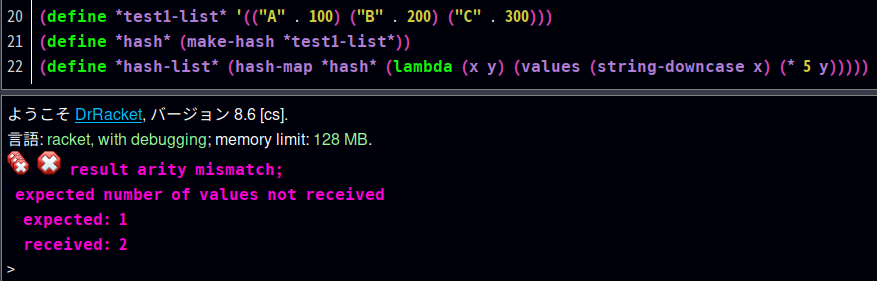 20 (define *test1-list* '(("A" . 100) ("B" . 200) ("C" . 300)))
21 (define *hash* (make-hash *test1-list*))
22 (define *hash-list* (hash-map *hash* (lambda (x y) (values (string-downcase x) (* 5 y)))))
ようこそ DrRacket, バージョン 8.6 [cs].
言語: racket, with debugging; memory limit: 128 MB.
result arity mismatch;
expected number of values not received
expected: 1
received: 2
>